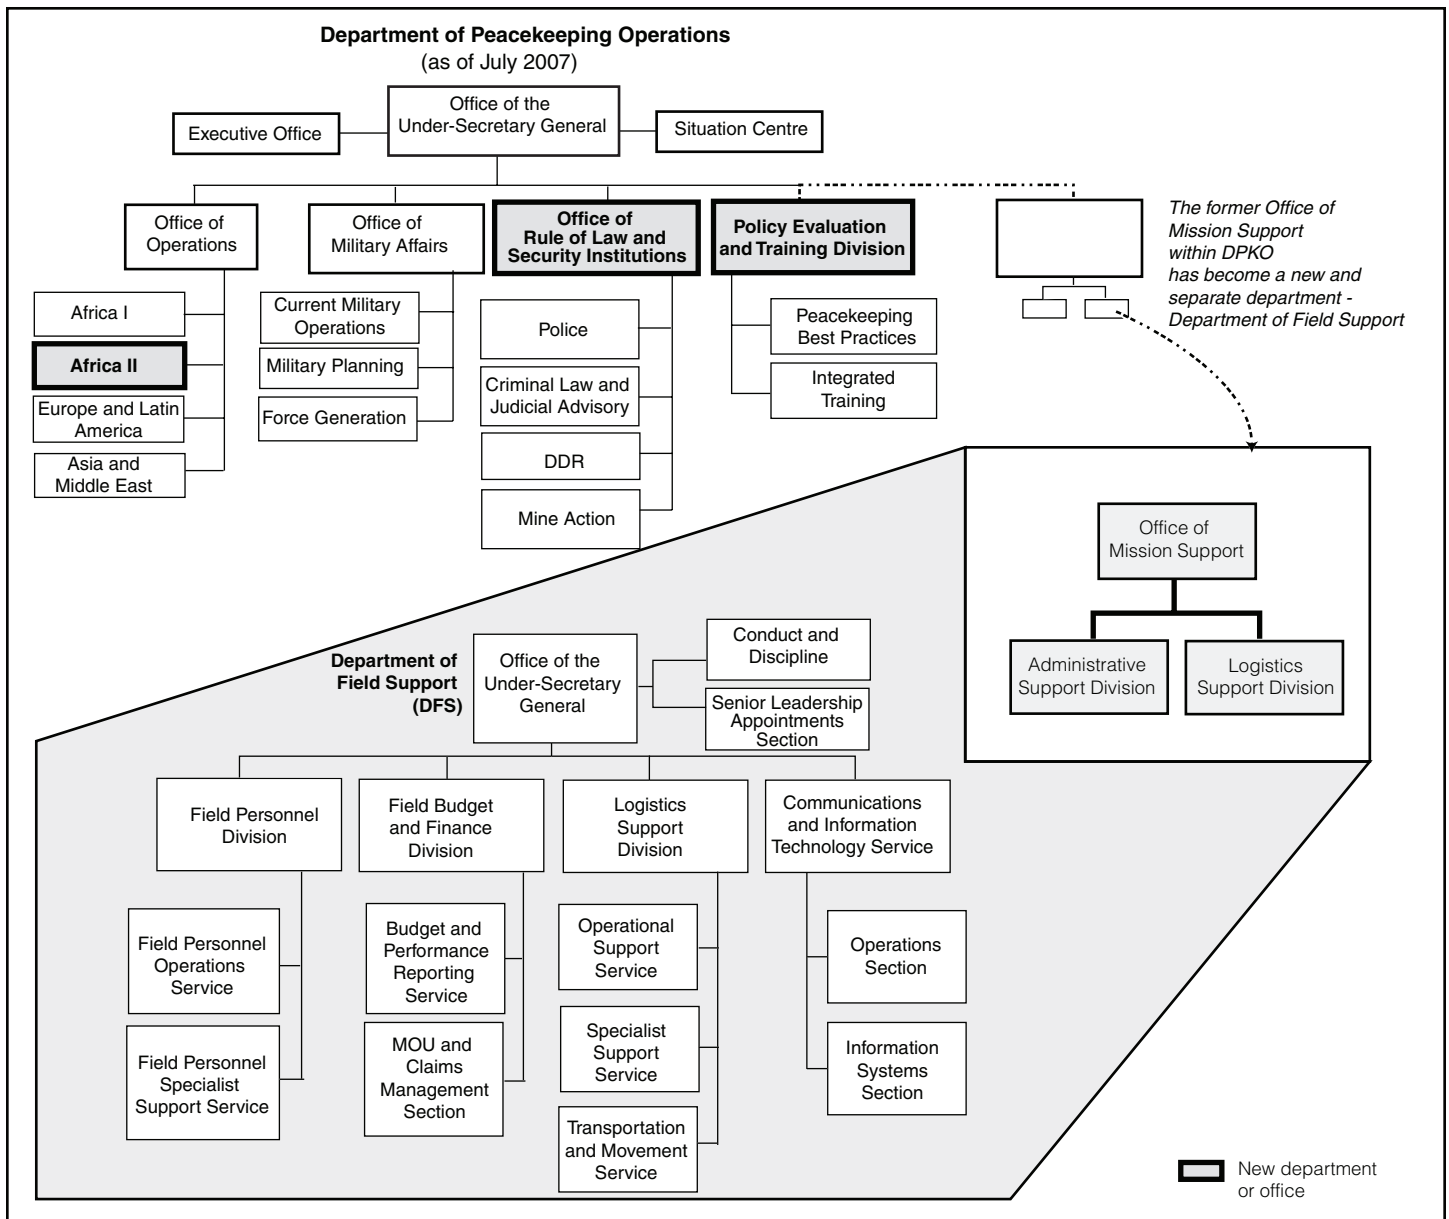 Department of Peacekeeping Operations
(as of July 2007)
Office of the
Under-Secretary General
Executive Office
Situation Centre
Office of
Operations
Office of
Military Affairs
Office of
Rule of Law and
Security Institutions
Policy Evaluation
and Training Division
The former Office of
Mission Support
within DPKO
has become a new and
separate department -
Department of Field Support
Africa I
Africa II
Europe and Latin
America
Asia and
Middle East
Current Military
Operations
Military Planning
Force Generation
Police
Criminal Law and
Judicial Advisory
DDR
Mine Action
Peacekeeping
Best Practices
Integrated
Training
Office of
Mission Support
Administrative
Support Division
Logistics
Support Division
Department of
Field Support
(DFS)
Office of the
Under-Secretary
General
Conduct and
Discipline
Senior Leadership
Appointments
Section
Field Personnel
Division
Field Budget
and Finance
Division
Logistics
Support
Division
Communications
and Information
Technology Service
Field Personnel
Operations
Service
Field Personnel
Specialist
Support Service
Budget and
Performance
Reporting
Service
MOU and
Claims
Management
Section
Operational
Support
Service
Specialist
Support
Service
Transportation
and Movement
Service
Operations
Section
Information
Systems
Section
New department
or office